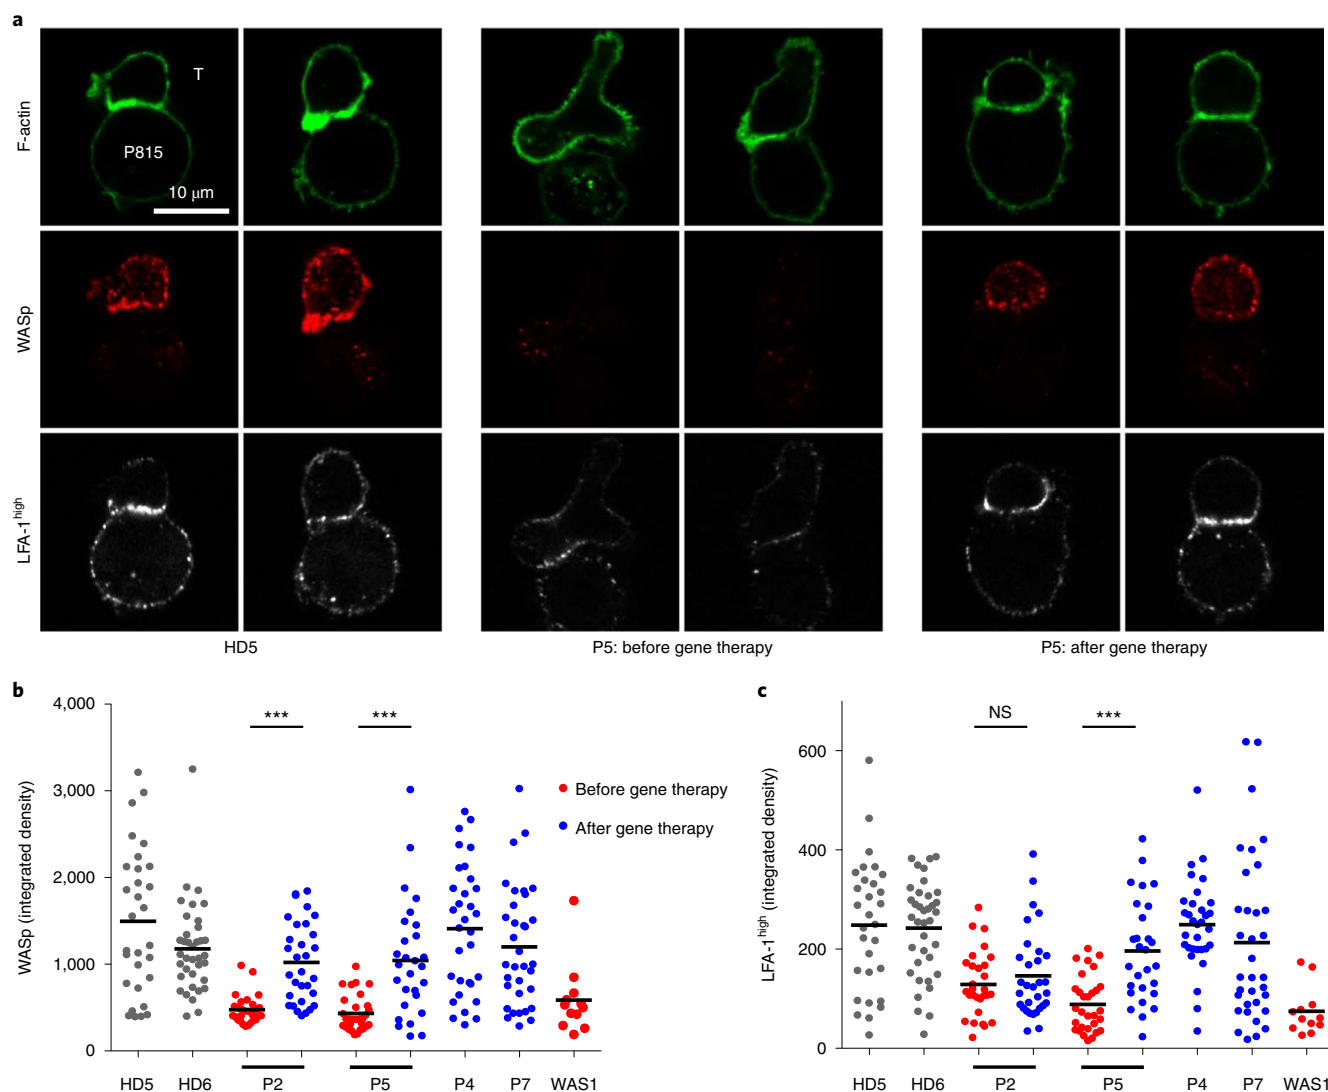 a
F-actin
T
P815
10 μm
WASp
LFA-1high
HD5
P5: before gene therapy
P5: after gene therapy
b
WASp (integrated density)
4,000
3,000
2,000
1,000
0
***
***
Before gene therapy
After gene therapy
HD5 HD6 P2 P5 P4 P7 WAS1
c
LFA-1high (integrated density)
600
400
200
0
NS
***
HD5 HD6 P2 P5 P4 P7 WAS1